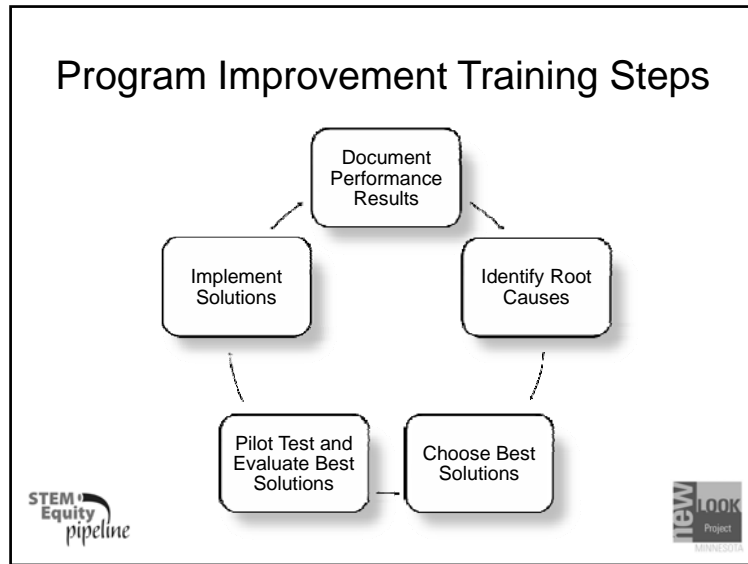 Program Improvement Training Steps
Document
Performance
Results
Identify Root
Causes
Choose Best
Solutions
Pilot Test and
Evaluate Best
Solutions
Implement
Solutions
STEM
Equity
pipeline
new
LOOK
Project
MINNESOTA